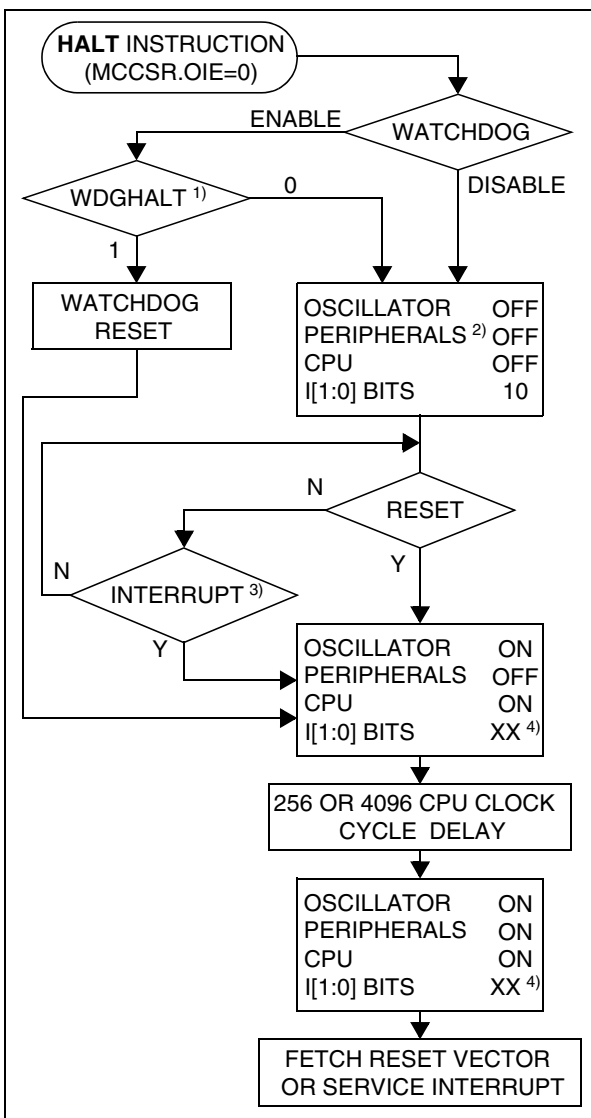 HALT INSTRUCTION
(MCCSR.OIE=0)
ENABLE
WATCHDOG
WDGHALT 1)
0
DISABLE
1
WATCHDOG
RESET
OSCILLATOR OFF
PERIPHERALS 2) OFF
CPU OFF
I[1:0] BITS 10
N
RESET
N
Y
INTERRUPT 3)
Y
OSCILLATOR ON
PERIPHERALS OFF
CPU ON
I[1:0] BITS XX 4)
256 OR 4096 CPU CLOCK
CYCLE DELAY
OSCILLATOR ON
PERIPHERALS ON
CPU ON
I[1:0] BITS XX 4)
FETCH RESET VECTOR
OR SERVICE INTERRUPT